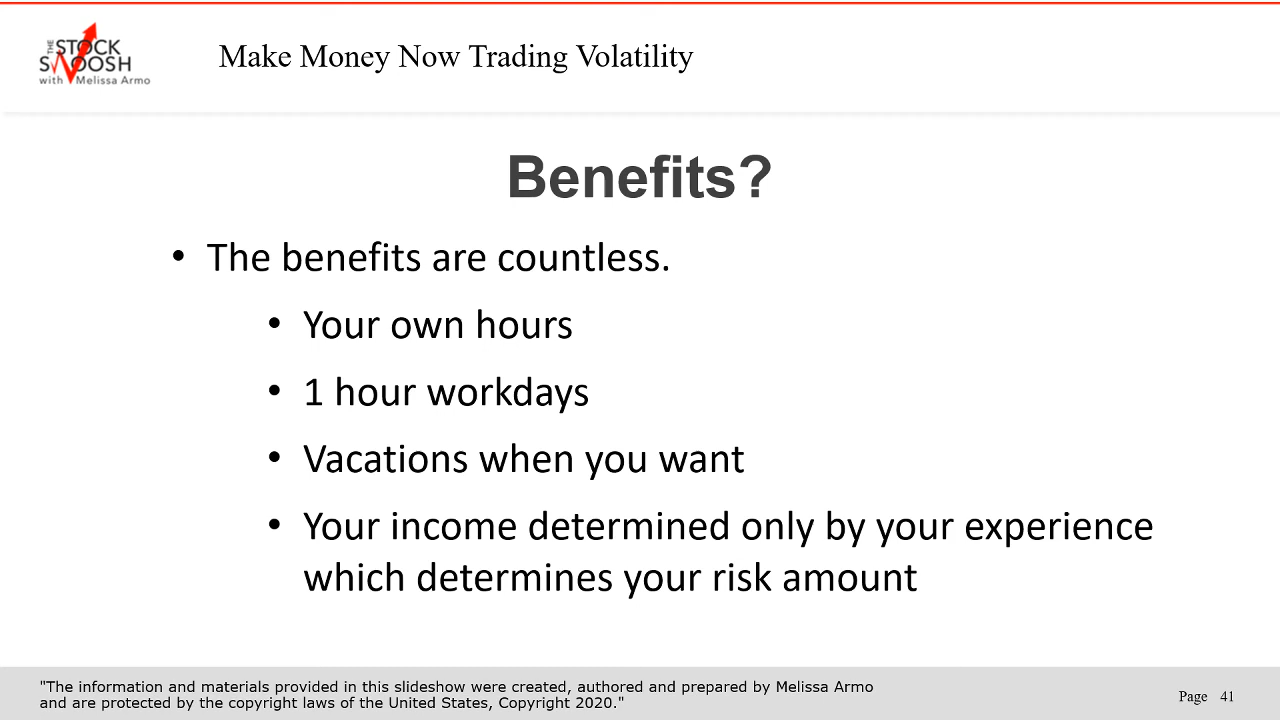 THE
STOCK
SWOOSH
with Melissa Armo
Make Money Now Trading Volatility
Benefits?
• The benefits are countless.
• Your own hours
• 1 hour workdays
• Vacations when you want
• Your income determined only by your experience
which determines your risk amount
"The information and materials provided in this slideshow were created, authored and prepared by Melissa Armo
and are protected by the copyright laws of the United States, Copyright 2020."
Page 41